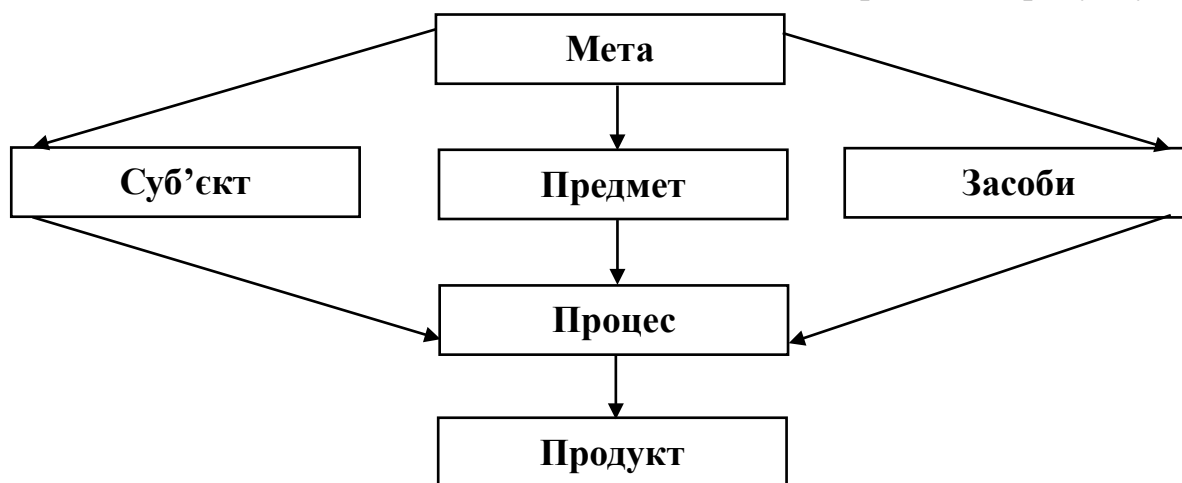 Мета
Суб’єкт
Предмет
Засоби
Процес
Продукт